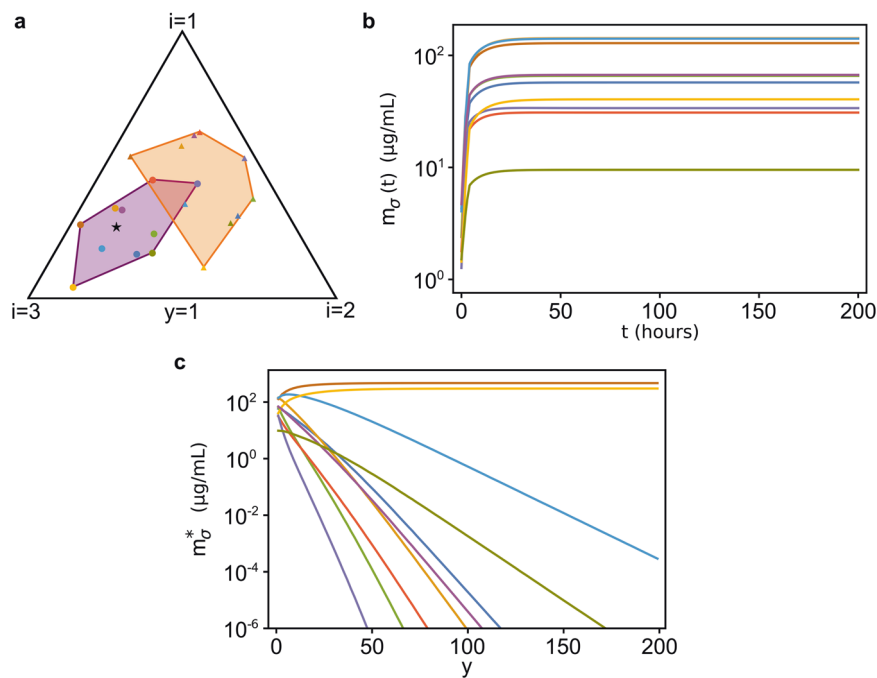 a
i=1
i=3
y=1
i=2
b
m_σ(t) (μg/mL)
10²
10¹
10⁰
0
50
100
150
200
t (hours)
c
m*_σ (μg/mL)
10²
10⁰
10⁻²
10⁻⁴
10⁻⁶
0
50
100
150
200
y